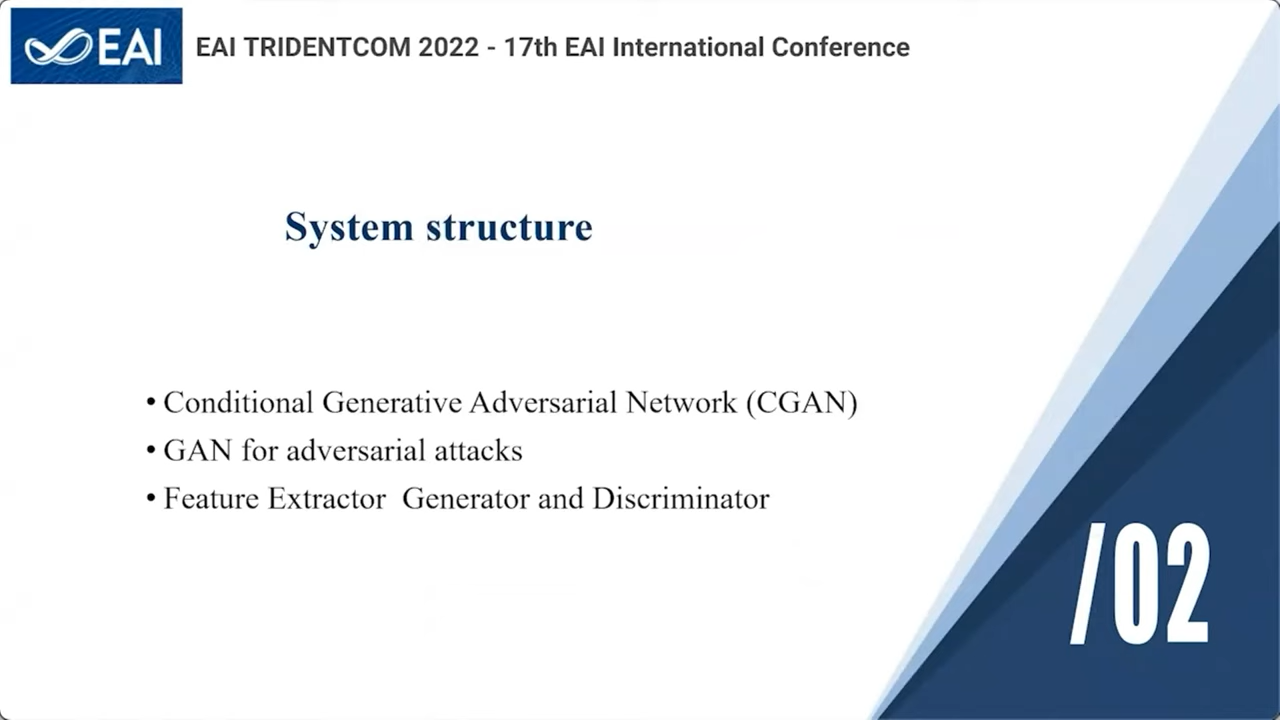 EAI
EAI TRIDENTCOM 2022 - 17th EAI International Conference
System structure
• Conditional Generative Adversarial Network (CGAN)
• GAN for adversarial attacks
• Feature Extractor  Generator and Discriminator
/02